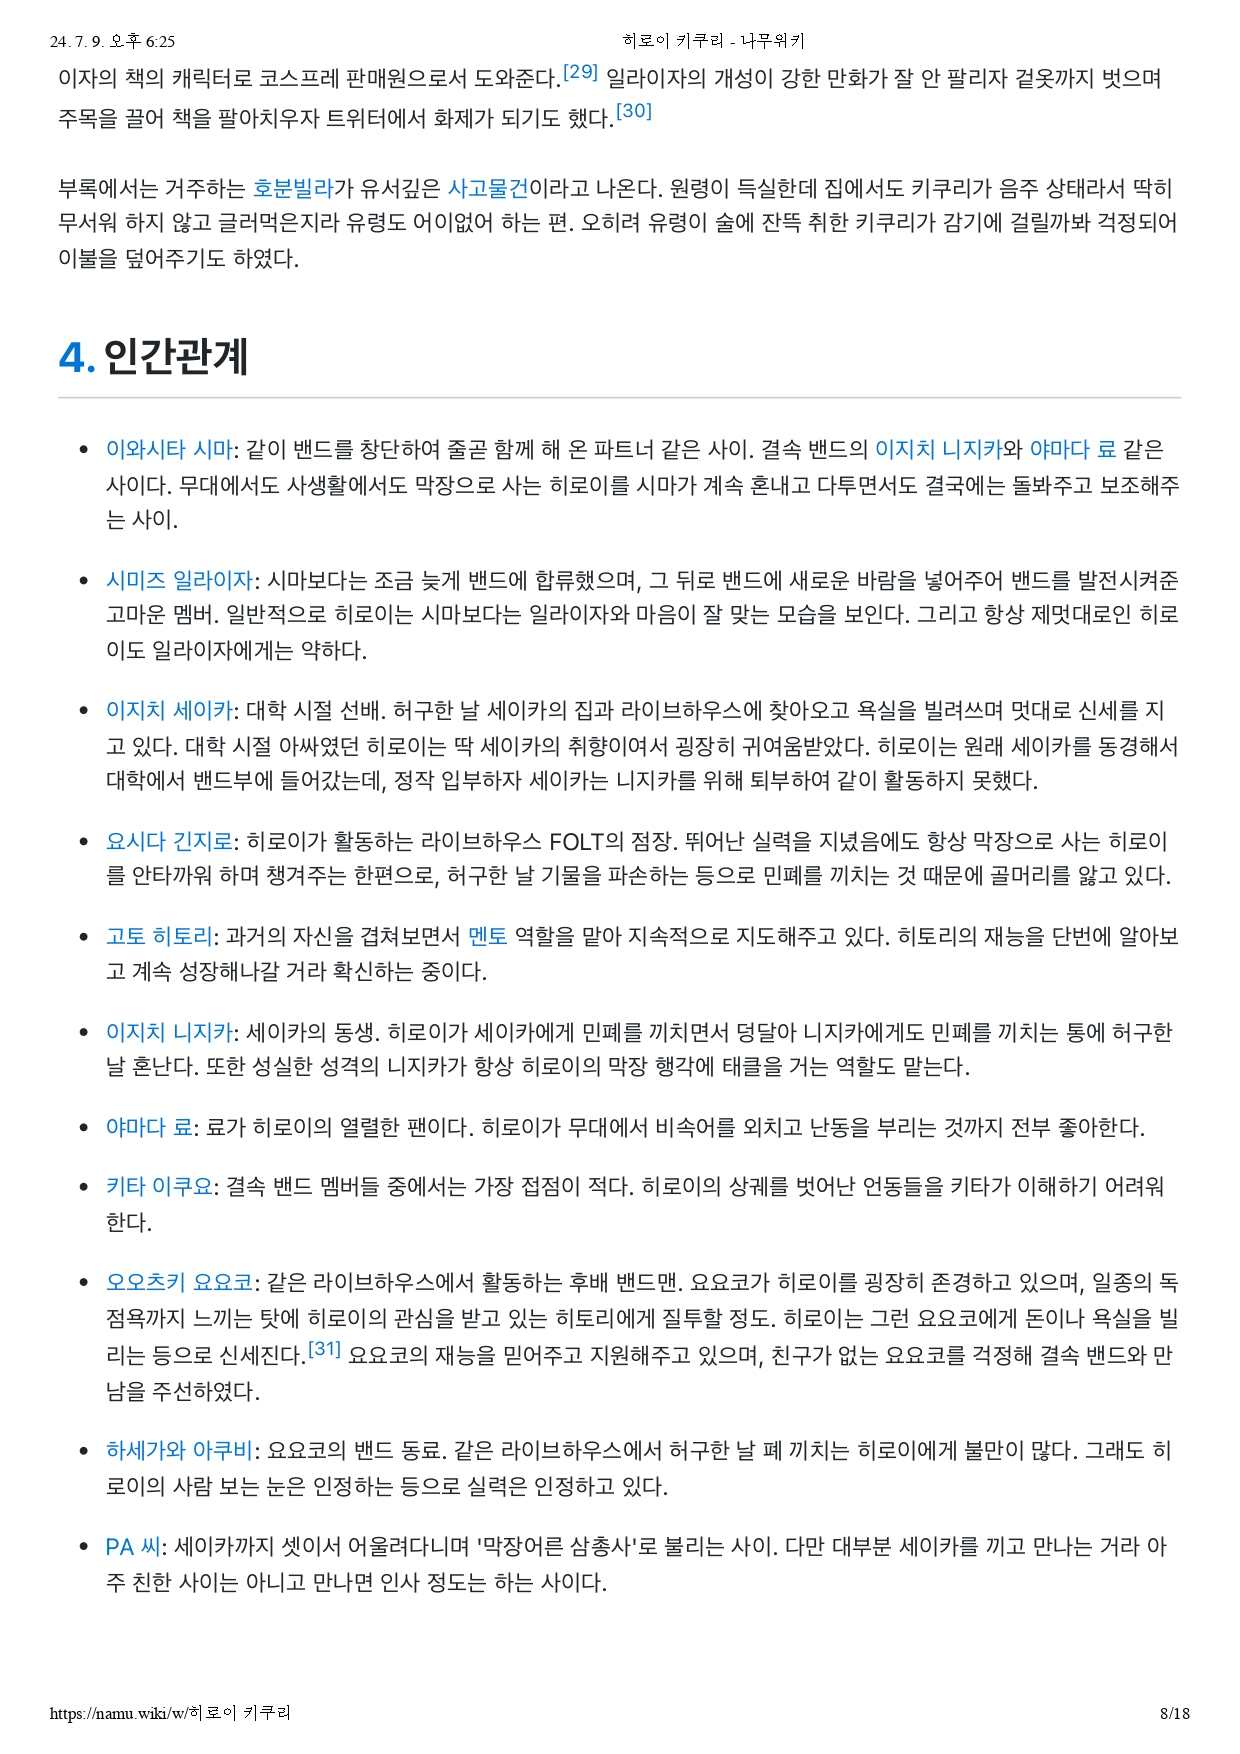 24. 7. 9. 오후 6:25 히로이 키쿠리 - 나무위키
이자의 책의 캐릭터로 코스프레 판매원으로서 도와준다.[29] 일라이자의 개성이 강한 만화가 잘 안 팔리자 겉옷까지 벗으며
주목을 끌어 책을 팔아치우자 트위터에서 화제가 되기도 했다.[30]
부록에서는 거주하는 호분빌라가 유서깊은 사고물건이라고 나온다. 원령이 득실한데 집에서도 키쿠리가 음주 상태라서 딱히
무서워 하지 않고 글러먹은지라 유령도 어이없어 하는 편. 오히려 유령이 술에 잔뜩 취한 키쿠리가 감기에 걸릴까봐 걱정되어
이불을 덮어주기도 하였다.
4. 인간관계
• 이와시타 시마: 같이 밴드를 창단하여 줄곧 함께 해 온 파트너 같은 사이. 결속 밴드의 이지치 니지카와 야마다 료 같은
사이다. 무대에서도 사생활에서도 막장으로 사는 히로이를 시마가 계속 혼내고 다투면서도 결국에는 돌봐주고 보조해주
는 사이.
• 시미즈 일라이자: 시마보다는 조금 늦게 밴드에 합류했으며, 그 뒤로 밴드에 새로운 바람을 넣어주어 밴드를 발전시켜준
고마운 멤버. 일반적으로 히로이는 시마보다는 일라이자와 마음이 잘 맞는 모습을 보인다. 그리고 항상 제멋대로인 히로
이도 일라이자에게는 약하다.
• 이지치 세이카: 대학 시절 선배. 허구한 날 세이카의 집과 라이브하우스에 찾아오고 욕실을 빌려쓰며 멋대로 신세를 지
고 있다. 대학 시절 아싸였던 히로이는 딱 세이카의 취향이여서 굉장히 귀여움받았다. 히로이는 원래 세이카를 동경해서
대학에서 밴드부에 들어갔는데, 정작 입부하자 세이카는 니지카를 위해 퇴부하여 같이 활동하지 못했다.
• 요시다 긴지로: 히로이가 활동하는 라이브하우스 FOLT의 점장. 뛰어난 실력을 지녔음에도 항상 막장으로 사는 히로이
를 안타까워 하며 챙겨주는 한편으로, 허구한 날 기물을 파손하는 등으로 민폐를 끼치는 것 때문에 골머리를 앓고 있다.
• 고토 히토리: 과거의 자신을 겹쳐보면서 멘토 역할을 맡아 지속적으로 지도해주고 있다. 히토리의 재능을 단번에 알아보
고 계속 성장해나갈 거라 확신하는 중이다.
• 이지치 니지카: 세이카의 동생. 히로이가 세이카에게 민폐를 끼치면서 덩달아 니지카에게도 민폐를 끼치는 통에 허구한
날 혼난다. 또한 성실한 성격의 니지카가 항상 히로이의 막장 행각에 태클을 거는 역할도 맡는다.
• 야마다 료: 료가 히로이의 열렬한 팬이다. 히로이가 무대에서 비속어를 외치고 난동을 부리는 것까지 전부 좋아한다.
• 키타 이쿠요: 결속 밴드 멤버들 중에서는 가장 접점이 적다. 히로이의 상궤를 벗어난 언동들을 키타가 이해하기 어려워
한다.
• 오오츠키 요요코: 같은 라이브하우스에서 활동하는 후배 밴드맨. 요요코가 히로이를 굉장히 존경하고 있으며, 일종의 독
점욕까지 느끼는 탓에 히로이의 관심을 받고 있는 히토리에게 질투할 정도. 히로이는 그런 요요코에게 돈이나 욕실을 빌
리는 등으로 신세진다.[31] 요요코의 재능을 믿어주고 지원해주고 있으며, 친구가 없는 요요코를 걱정해 결속 밴드와 만
남을 주선하였다.
• 하세가와 아쿠비: 요요코의 밴드 동료. 같은 라이브하우스에서 허구한 날 폐 끼치는 히로이에게 불만이 많다. 그래도 히
로이의 사람 보는 눈은 인정하는 등으로 실력은 인정하고 있다.
• PA 씨: 세이카까지 셋이서 어울려다니며 '막장어른 삼총사'로 불리는 사이. 다만 대부분 세이카를 끼고 만나는 거라 아
주 친한 사이는 아니고 만나면 인사 정도는 하는 사이다.
https://namu.wiki/w/히로이 키쿠리 8/18